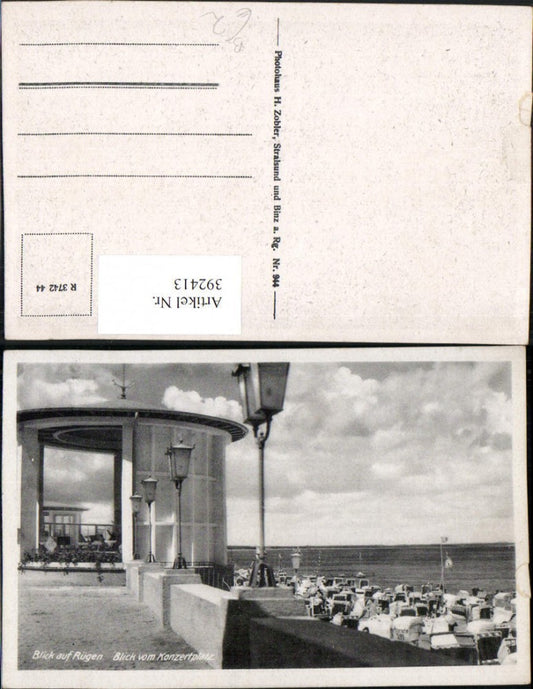 Photohaus H. Zobler, Stralsund und Binz a. Rg. Nr. 944
R 3742 44
Artikel Nr.
392413
Blick auf Rügen Blick vom Konzertplatz.